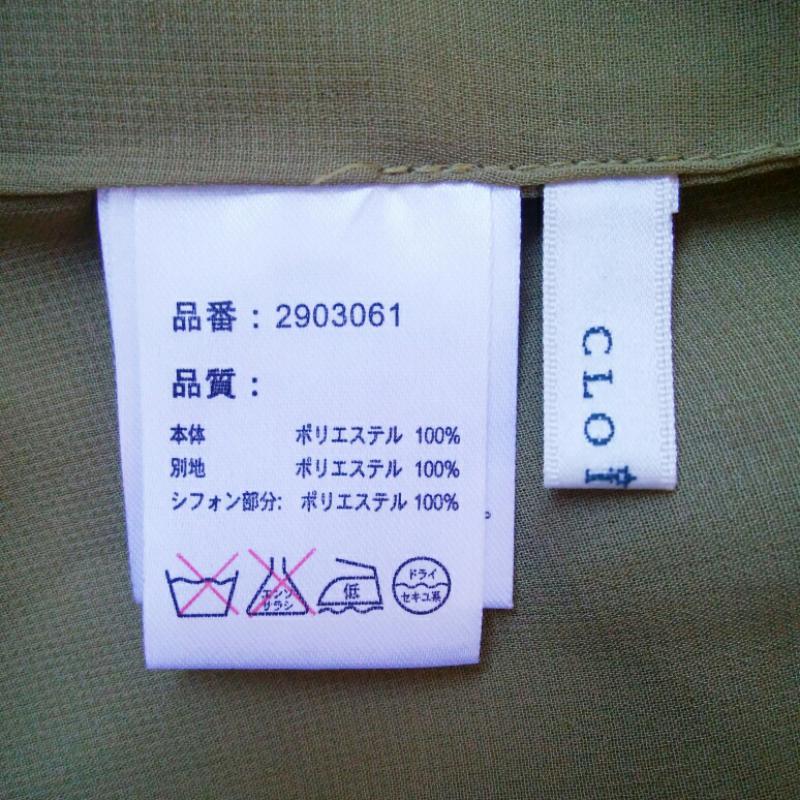 品番：2903061
品質：
本体 ポリエステル 100%
別地 ポリエステル 100%
シフォン部分: ポリエステル 100%
エンソ
サラシ
低
ドライ
セキユ系
CLO